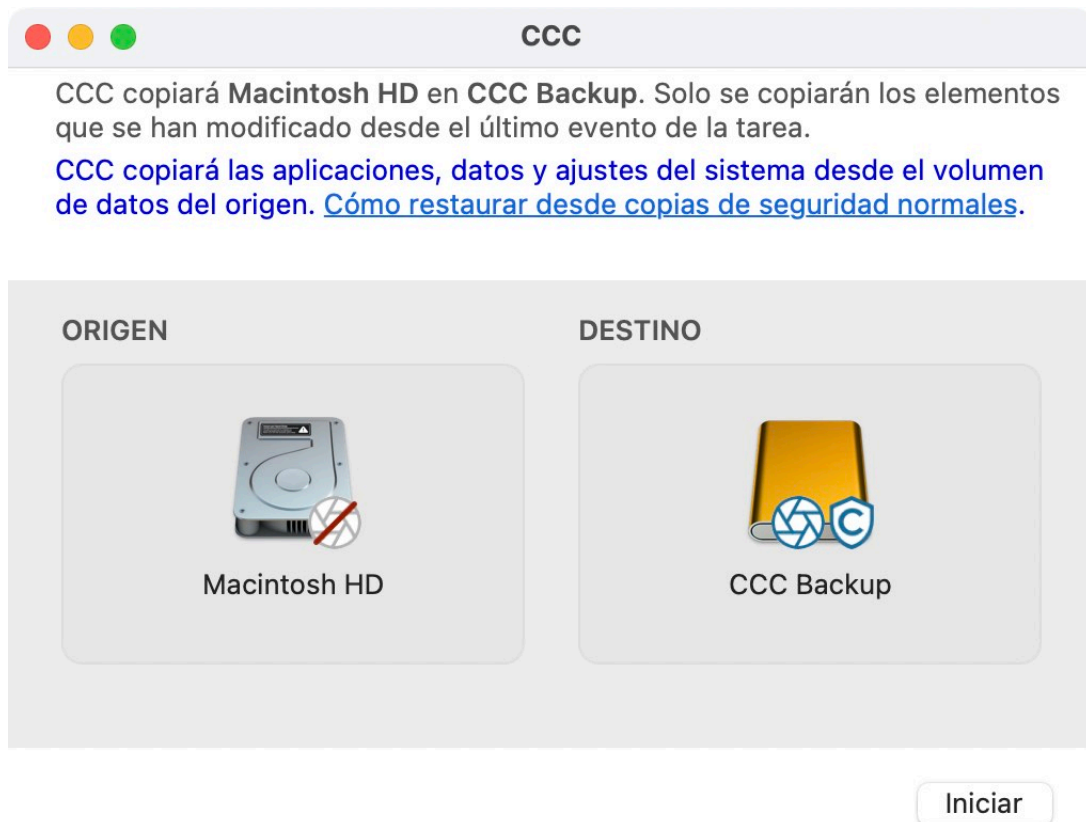 CCC
CCC copiará Macintosh HD en CCC Backup. Solo se copiarán los elementos
que se han modificado desde el último evento de la tarea.
CCC copiará las aplicaciones, datos y ajustes del sistema desde el volumen
de datos del origen. Cómo restaurar desde copias de seguridad normales.
ORIGEN
DESTINO
Macintosh HD
CCC Backup
Iniciar